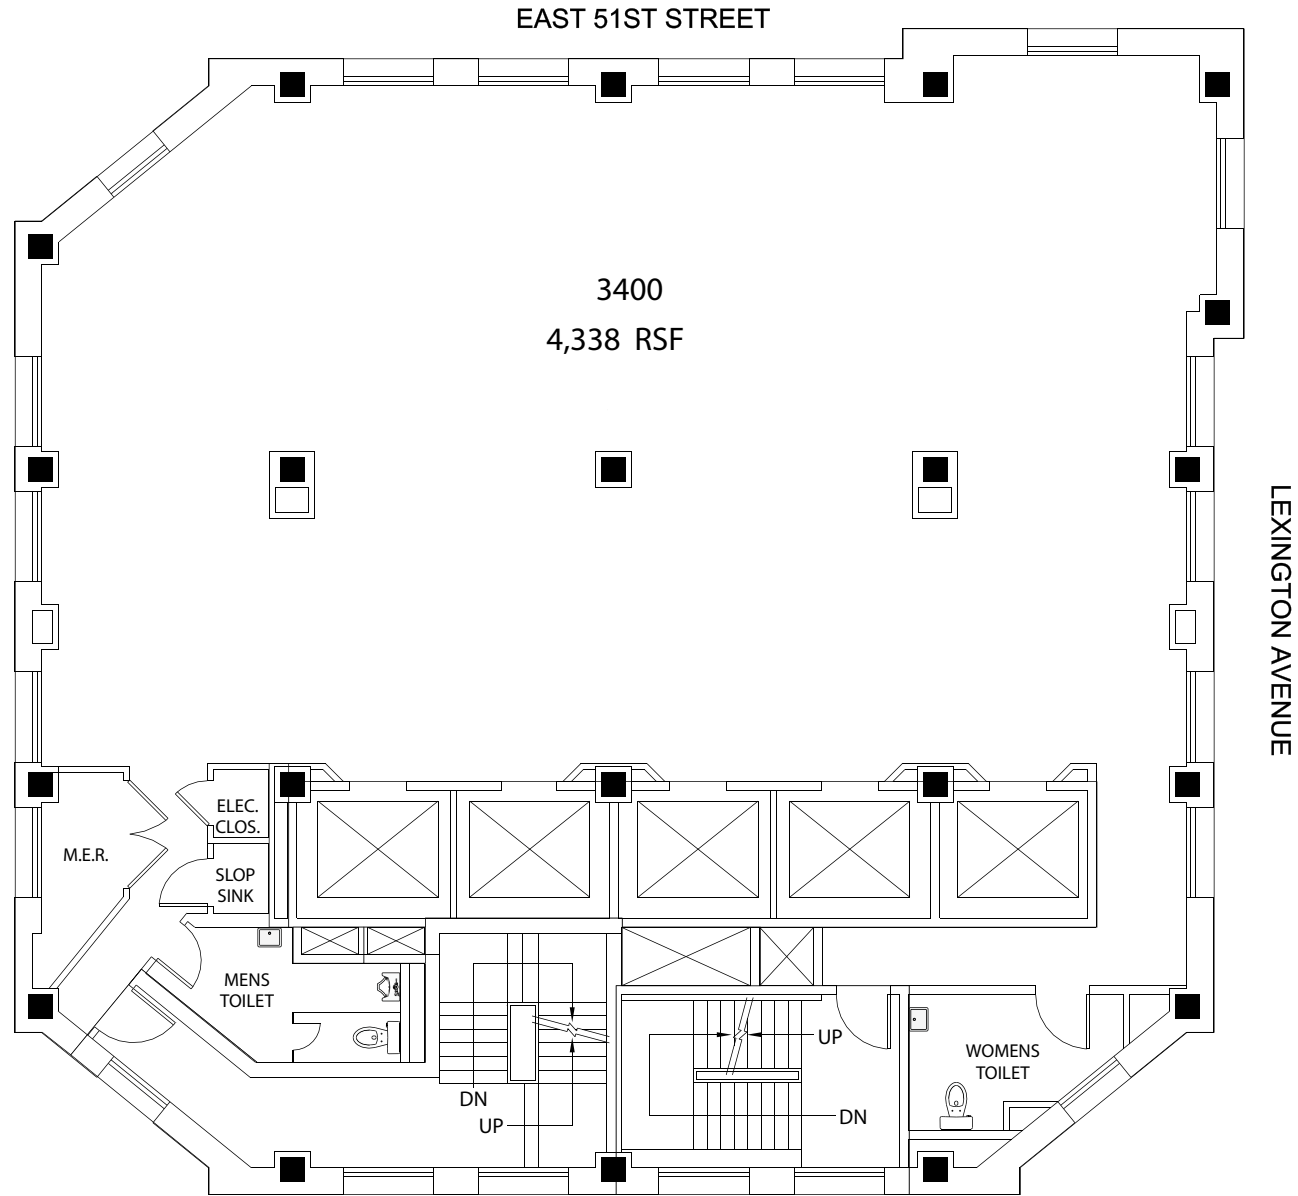 EAST 51ST STREET
3400
4,338 RSF
LEXINGTON AVENUE
ELEC.
CLOS.
M.E.R.
SLOP
SINK
MENS
TOILET
UP
WOMENS
TOILET
DN
UP
DN